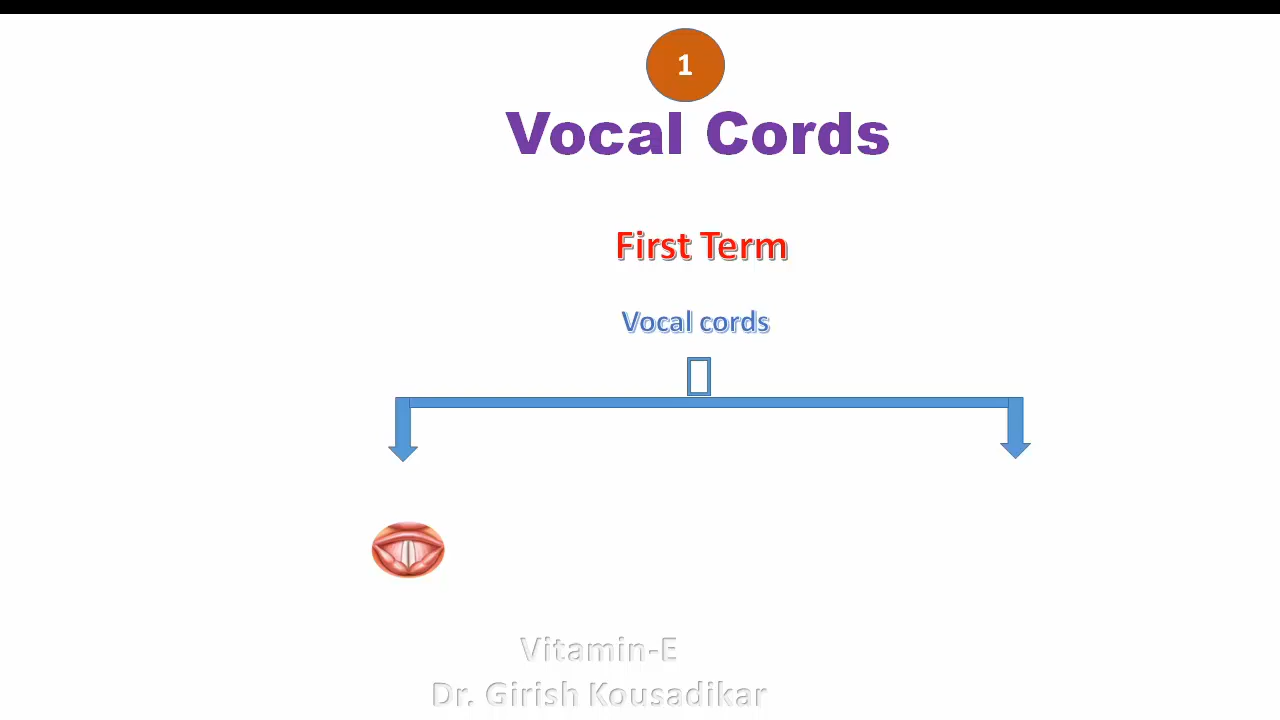 1
Vocal Cords
First Term
Vocal cords
Vitamin-E
Dr. Girish Kousadikar